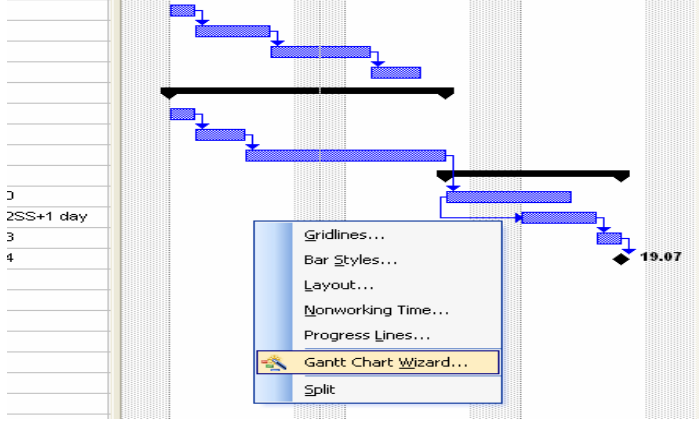 0
2SS+1 day
3
4
19.07
Gridlines...
Bar Styles...
Layout...
Nonworking Time...
Progress Lines...
Gantt Chart Wizard...
Split